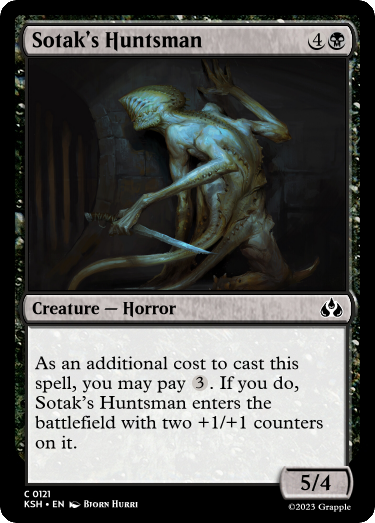 Sotak's Huntsman 4
Creature — Horror
As an additional cost to cast this
spell, you may pay 3. If you do,
Sotak's Huntsman enters the
battlefield with two +1/+1 counters
on it.
5/4
C 0121
KSH • EN Bjorn Hurri
©2023 Grapple